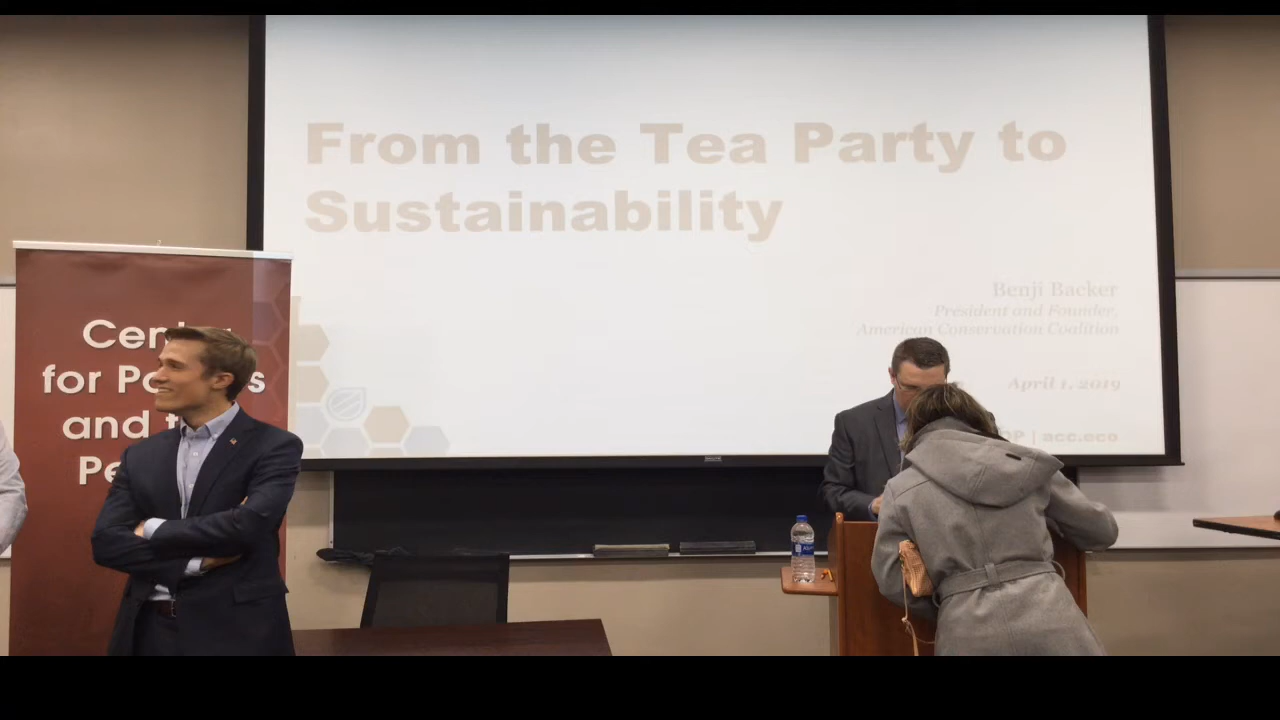 From the Tea Party to
Sustainability
Benji Backer
President and Founder,
American Conservation Coalition
April 1, 2019
| acc.eco
Cen
for Po s
and t
Pe